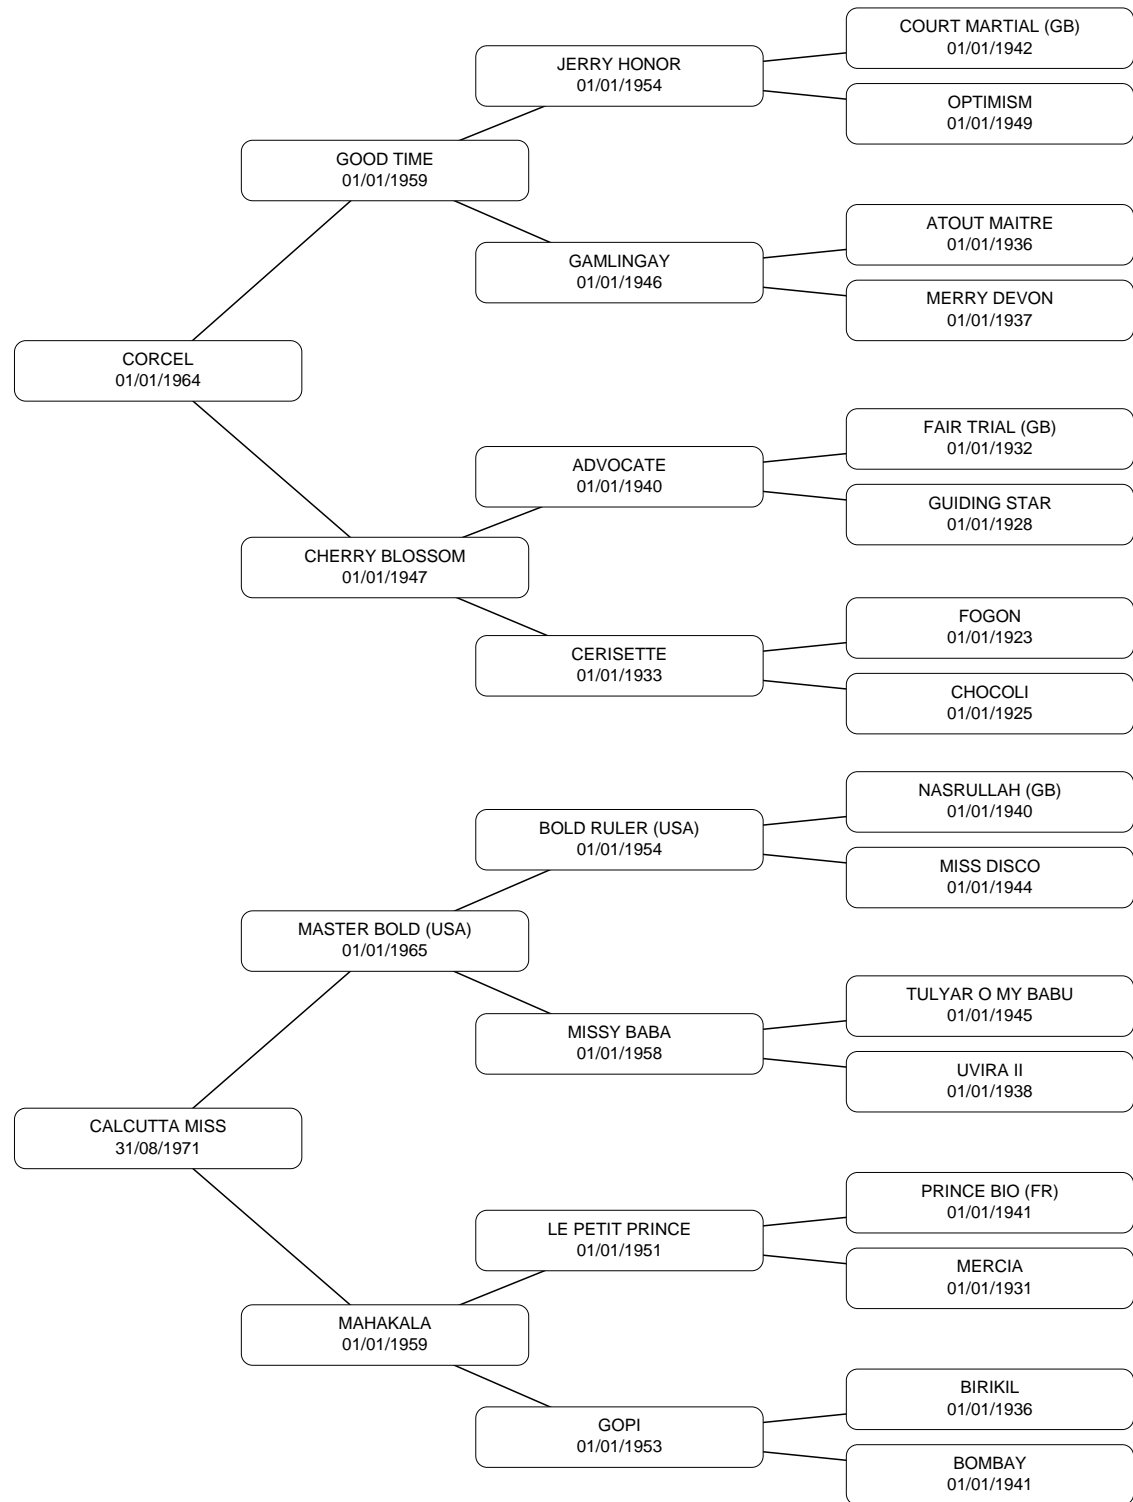 COURT MARTIAL (GB)
01/01/1942
JERRY HONOR
01/01/1954
OPTIMISM
01/01/1949
GOOD TIME
01/01/1959
ATOUT MAITRE
01/01/1936
GAMLINGAY
01/01/1946
MERRY DEVON
01/01/1937
CORCEL
01/01/1964
FAIR TRIAL (GB)
01/01/1932
ADVOCATE
01/01/1940
GUIDING STAR
01/01/1928
CHERRY BLOSSOM
01/01/1947
FOGON
01/01/1923
CERISETTE
01/01/1933
CHOCOLI
01/01/1925
NASRULLAH (GB)
01/01/1940
BOLD RULER (USA)
01/01/1954
MISS DISCO
01/01/1944
MASTER BOLD (USA)
01/01/1965
TULYAR O MY BABU
01/01/1945
MISSY BABA
01/01/1958
UVIRA II
01/01/1938
CALCUTTA MISS
31/08/1971
PRINCE BIO (FR)
01/01/1941
LE PETIT PRINCE
01/01/1951
MERCIA
01/01/1931
MAHAKALA
01/01/1959
BIRIKIL
01/01/1936
GOPI
01/01/1953
BOMBAY
01/01/1941